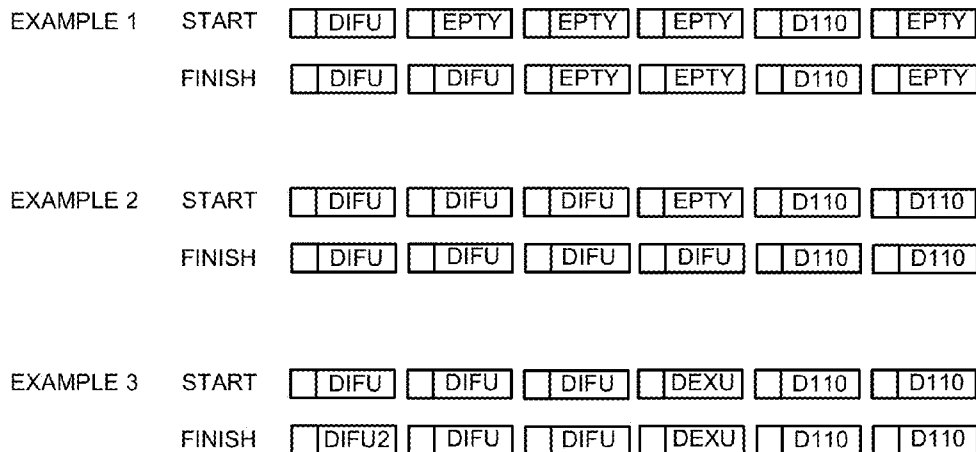 EXAMPLE 1 START DIFU EPTY EPTY EPTY D110 EPTY
FINISH DIFU DIFU EPTY EPTY D110 EPTY
EXAMPLE 2 START DIFU DIFU DIFU EPTY D110 D110
FINISH DIFU DIFU DIFU DIFU D110 D110
EXAMPLE 3 START DIFU DIFU DIFU DEXU D110 D110
FINISH DIFU2 DIFU DIFU DEXU D110 D110